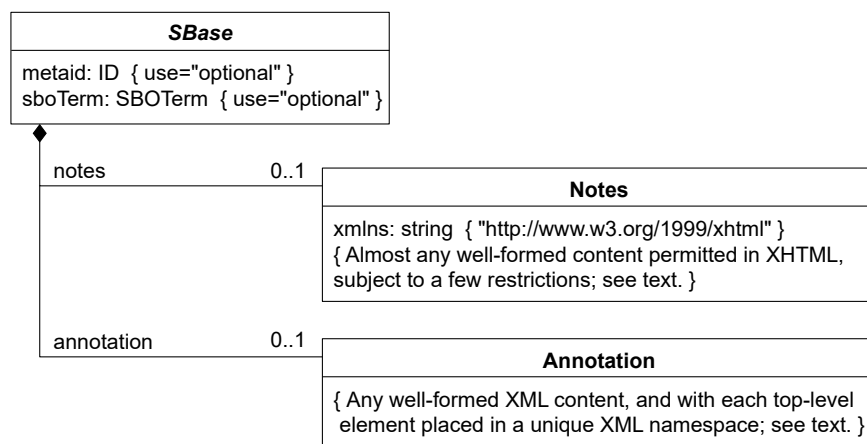 SBase
metaid: ID { use="optional" }
sboTerm: SBOTerm { use="optional" }
notes 0..1
Notes
xmlns: string { "http://www.w3.org/1999/xhtml" }
{ Almost any well-formed content permitted in XHTML,
subject to a few restrictions; see text. }
annotation 0..1
Annotation
{ Any well-formed XML content, and with each top-level
element placed in a unique XML namespace; see text. }